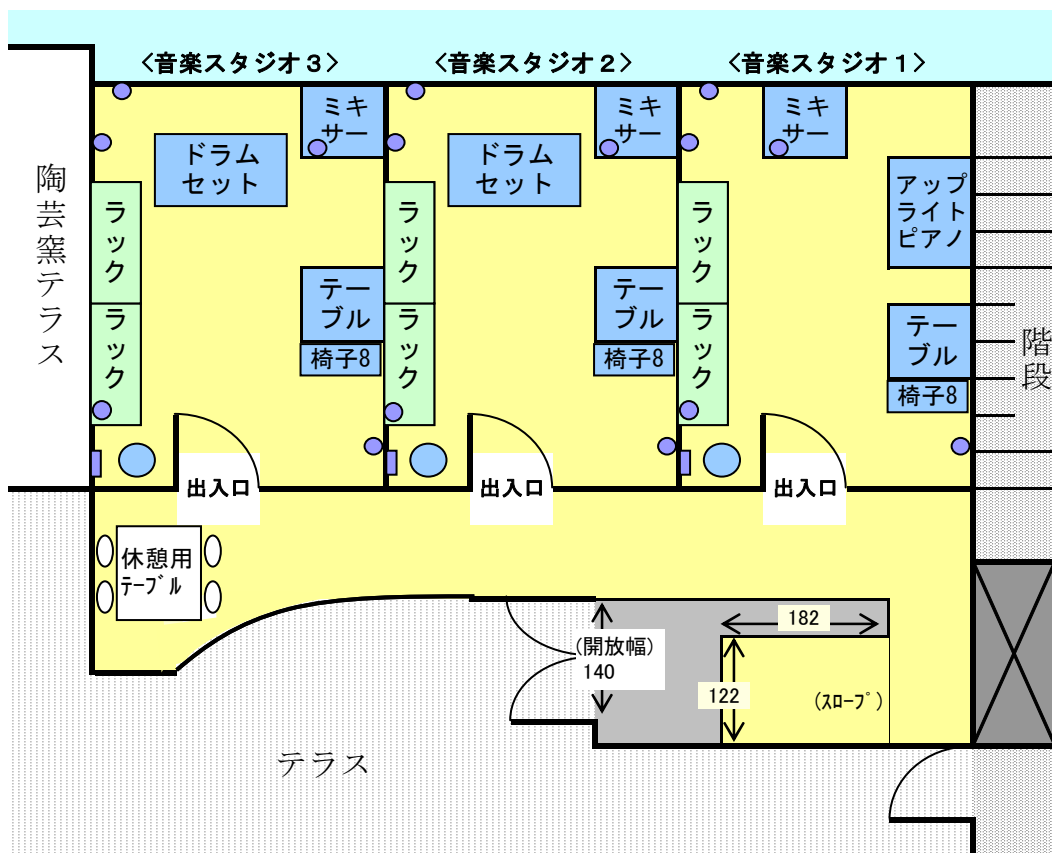 <音楽スタジオ３>
<音楽スタジオ２>
<音楽スタジオ１>
ミキ
サー
ミキ
サー
ミキ
サー
ドラム
セット
ドラム
セット
アップ
ライト
ピアノ
陶芸窯テラス
ラック
ラック
ラック
テー
ブル
テー
ブル
テー
ブル
ラック
ラック
ラック
階段
椅子8
椅子8
椅子8
出入口
出入口
出入口
休憩用
ﾃｰﾌﾞﾙ
182
(開放幅)
140
122
(ｽﾛｰﾌﾟ)
テラス